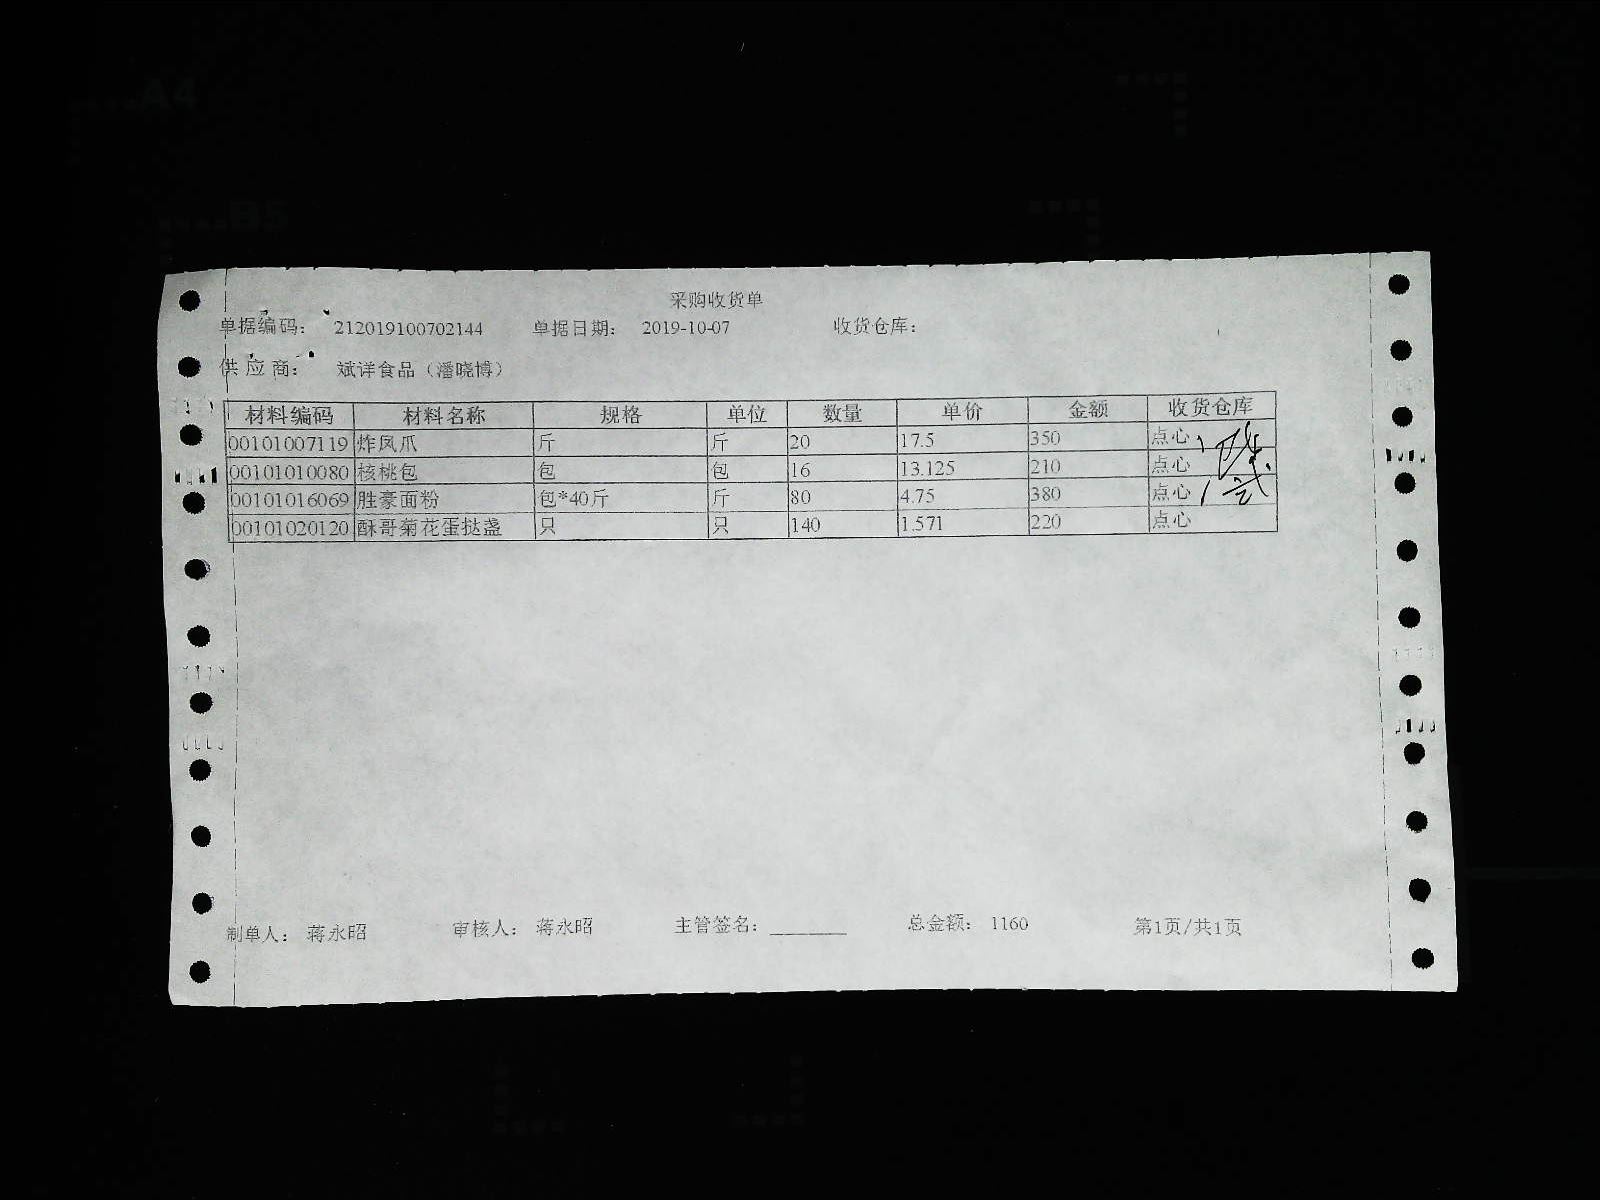 A4
B5
采购收货单
单据编码： 212019100702144 单据日期： 2019-10-07 收货仓库：
供应商： 斌详食品（潘晓博）
材料编码 材料名称 规格 单位 数量 单价 金额 收货仓库
00101007119 炸凤爪 斤 斤 20 17.5 350 点心
00101010080 核桃包 包 包 16 13.125 210 点心
00101016069 胜豪面粉 包*40斤 斤 80 4.75 380 点心
00101020120 酥哥菊花蛋挞盏 只 只 140 1.571 220 点心
制单人： 蒋永昭 审核人： 蒋永昭 主管签名：________ 总金额： 1160 第1页/共1页